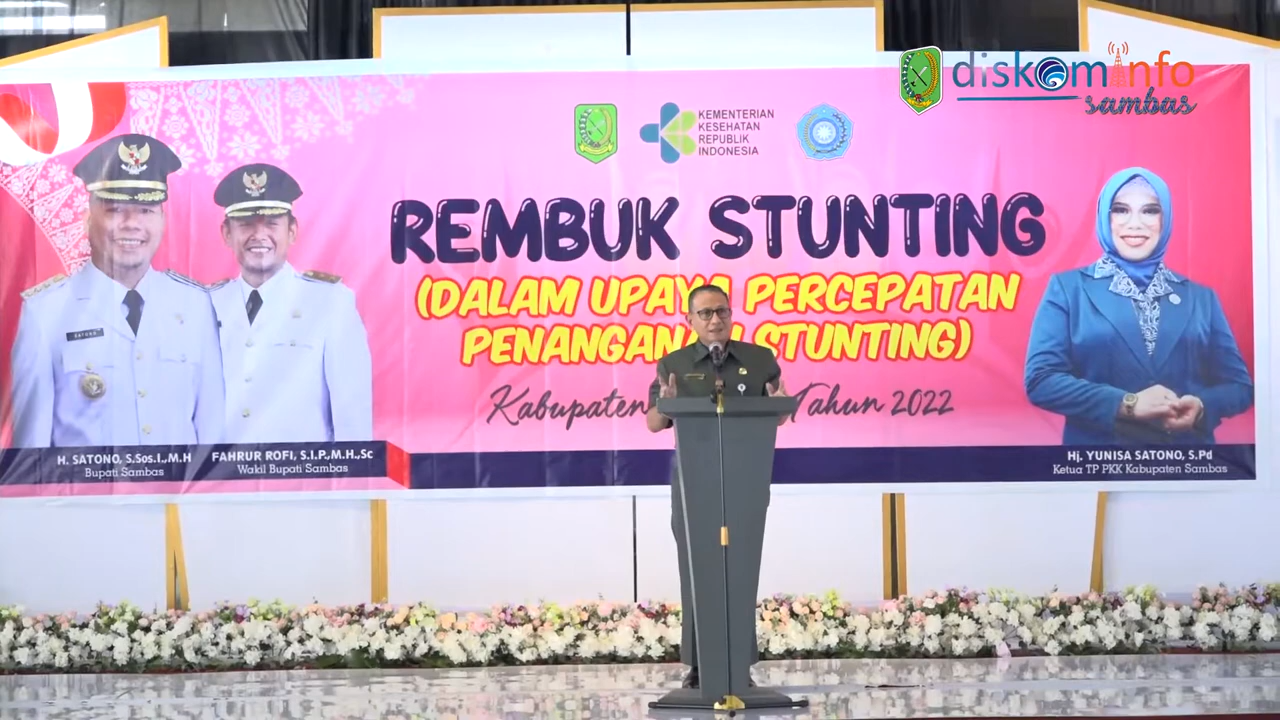 diskominfo
sambas
KEMENTERIAN
KESEHATAN
REPUBLIK
INDONESIA
REMBUK STUNTING
(DALAM UPAYA PERCEPATAN
PENANGANAN STUNTING)
Kabupaten Tahun 2022
SATONO
H. SATONO, S.Sos.I.,M.H
Bupati Sambas
FAHRUR ROFI, S.I.P.,M.H.,Sc
Wakil Bupati Sambas
Hj. YUNISA SATONO, S.Pd
Ketua TP PKK Kabupaten Sambas